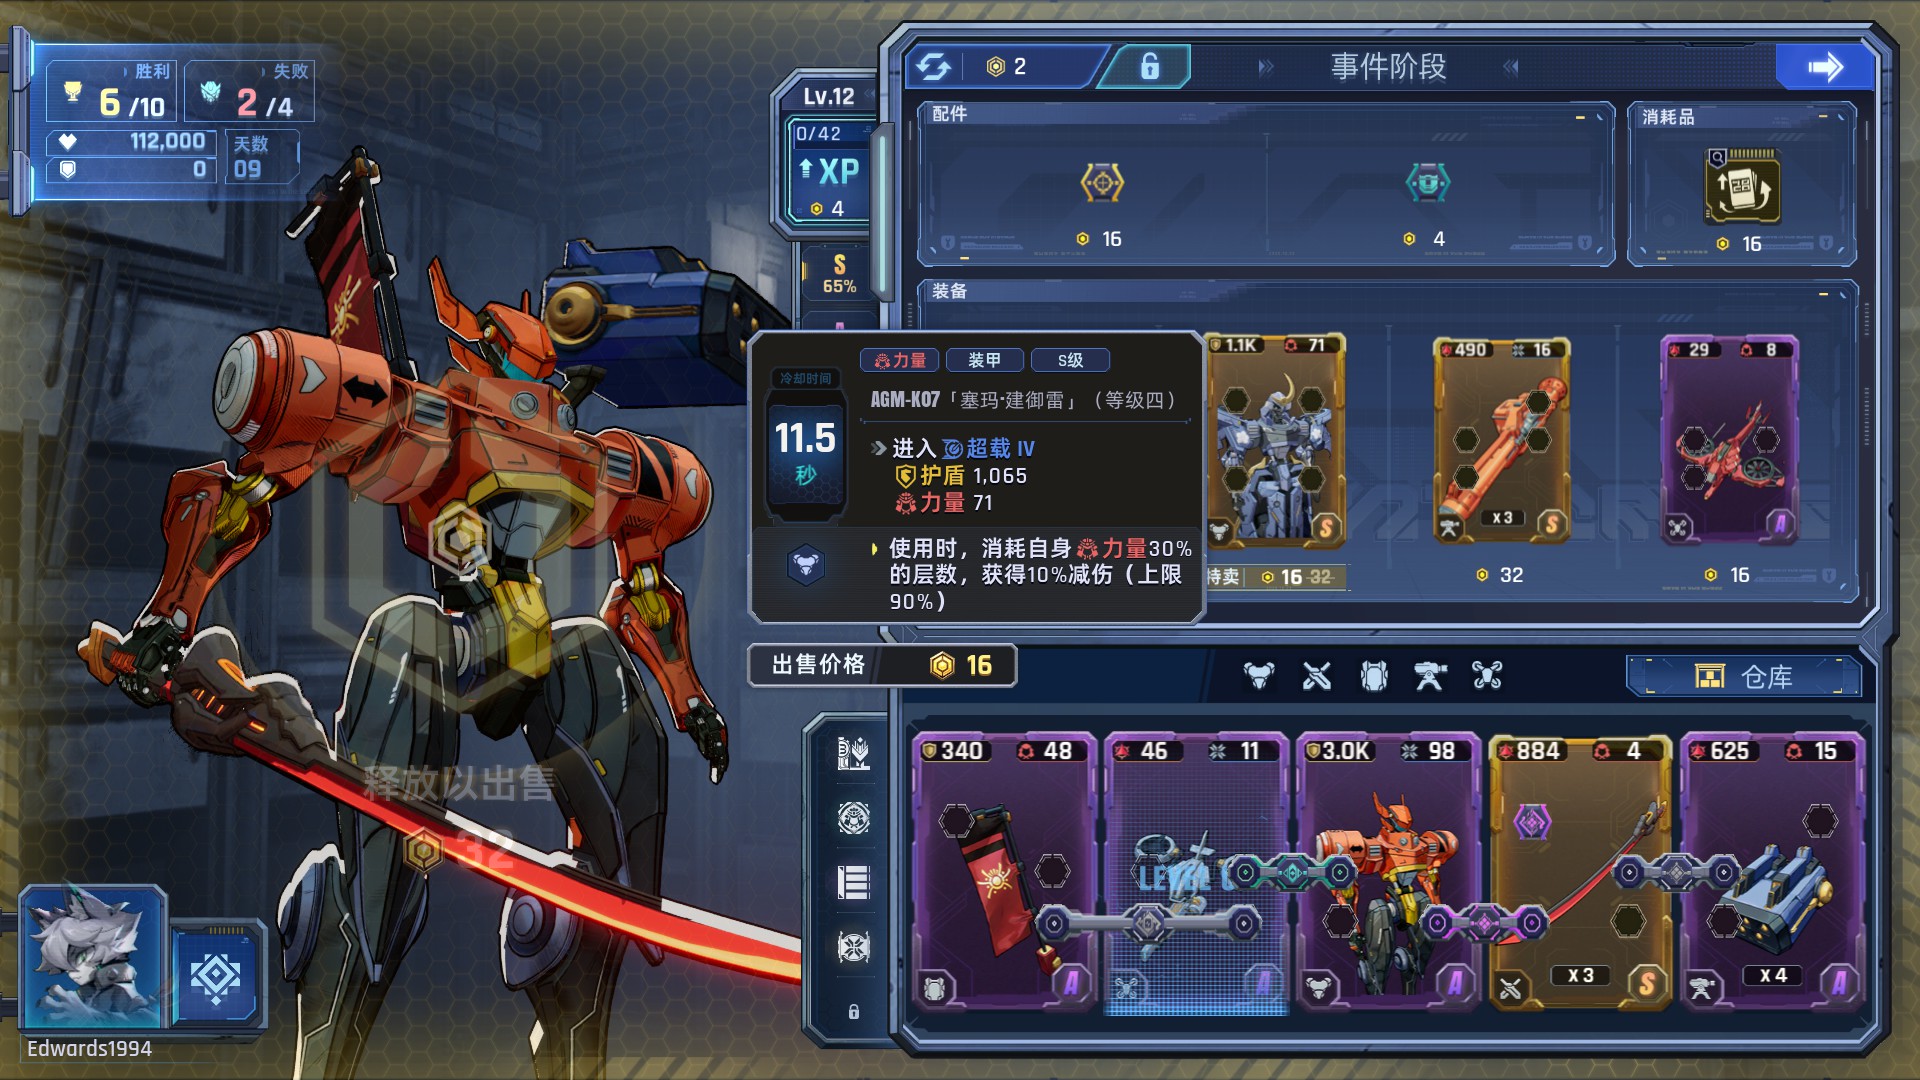 胜利
6/10
失败
2/4
112,000
0
天数
09
Lv.12
0/42
XP
4
S
65%
2
事件阶段
配件
16
4
消耗品
16
装备
1.1K
71
S
特卖
16 32
490
16
x3
S
32
29
8
A
16
力量
装甲
S级
冷却时间
11.5
秒
AGM-K07「塞玛·建御雷」（等级四）
进入超载 IV
护盾 1,065
力量 71
使用时，消耗自身力量30%
的层数，获得10%减伤（上限
90%）
出售价格
16
仓库
释放以出售
32
340
48
A
46
11
A
3.0K
98
A
884
4
x3
S
625
15
x4
A
Edwards1994